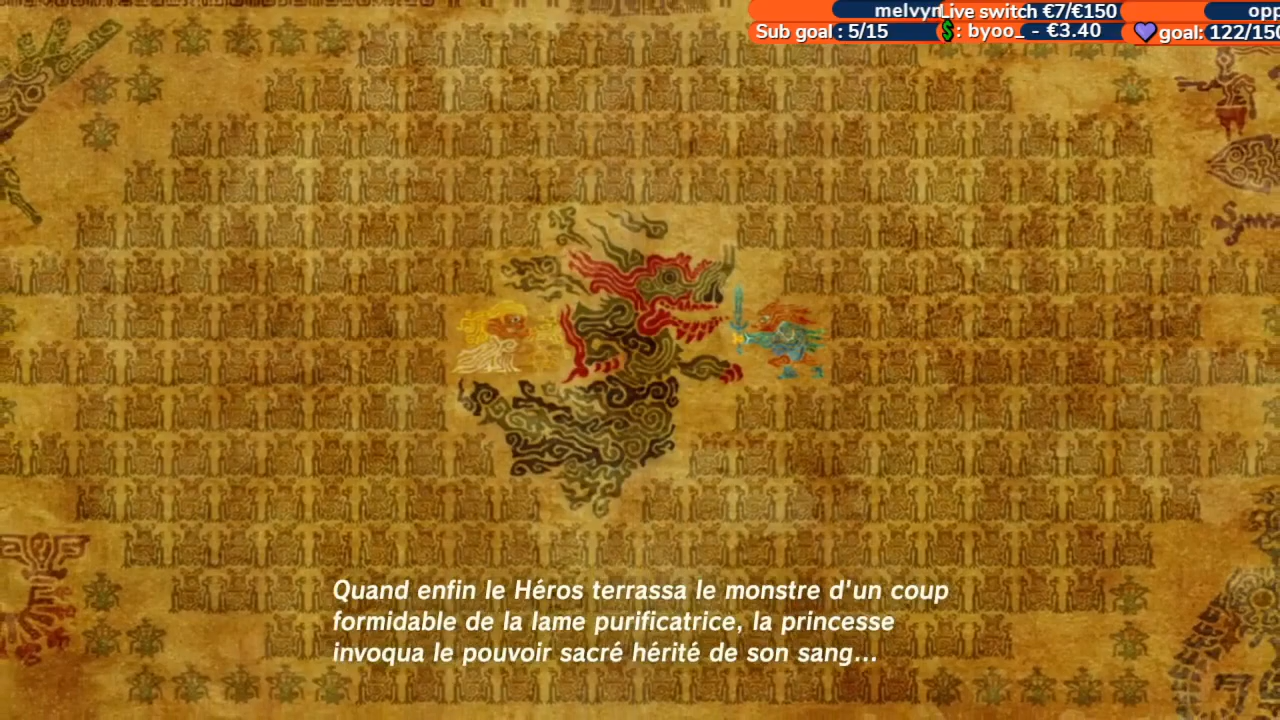 melvyn
Live switch €7/€150
opp
Sub goal : 5/15
$: byoo_ - €3.40
goal: 122/150
Quand enfin le Héros terrassa le monstre d'un coup
formidable de la lame purificatrice, la princesse
invoqua le pouvoir sacré hérité de son sang...